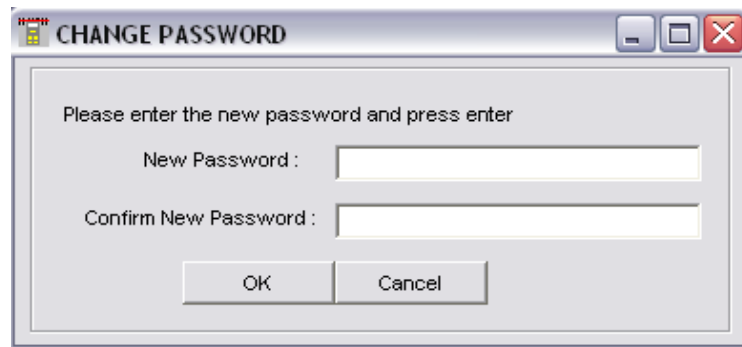 CHANGE PASSWORD
Please enter the new password and press enter
New Password :
Confirm New Password :
OK Cancel